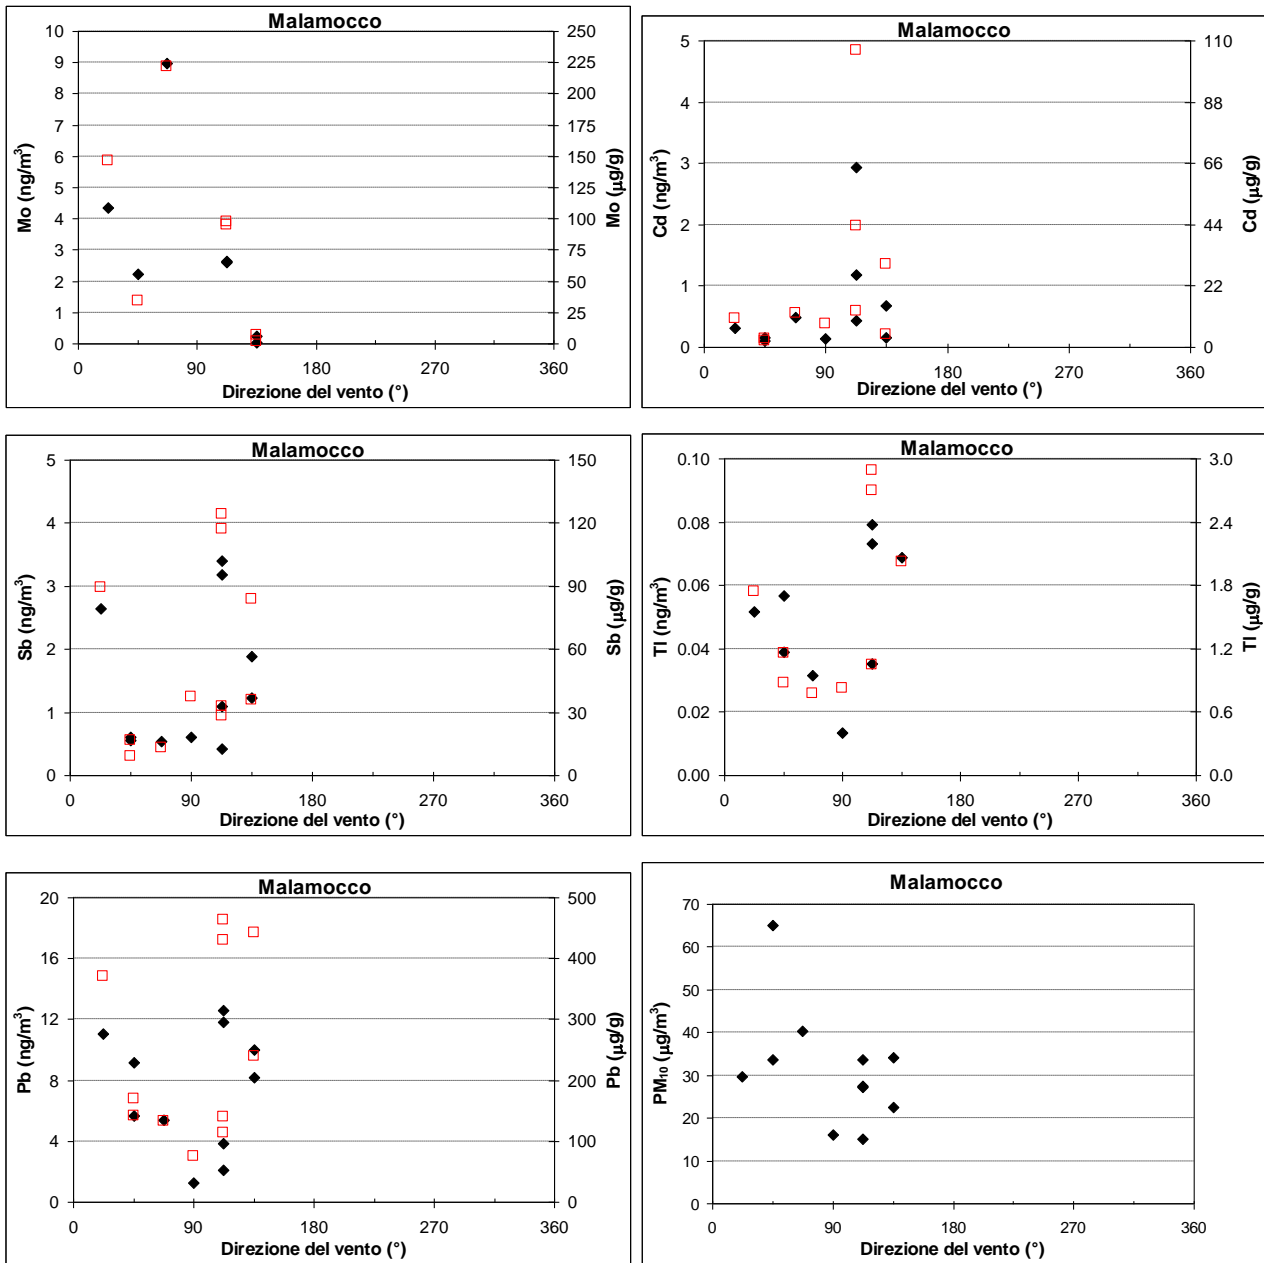 Malamocco
10
9
8
7
6
5
4
3
2
1
0
250
225
200
175
150
125
100
75
50
25
0
0 90 180 270 360
Mo (ng/m³)
Mo (µg/g)
Direzione del vento (°)
Malamocco
5
4
3
2
1
0
110
88
66
44
22
0
0 90 180 270 360
Cd (ng/m³)
Cd (µg/g)
Direzione del vento (°)
Malamocco
5
4
3
2
1
0
150
120
90
60
30
0
0 90 180 270 360
Sb (ng/m³)
Sb (µg/g)
Direzione del vento (°)
Malamocco
0.10
0.08
0.06
0.04
0.02
0.00
3.0
2.4
1.8
1.2
0.6
0.0
0 90 180 270 360
Tl (ng/m³)
Tl (µg/g)
Direzione del vento (°)
Malamocco
20
16
12
8
4
0
500
400
300
200
100
0
0 90 180 270 360
Pb (ng/m³)
Pb (µg/g)
Direzione del vento (°)
Malamocco
70
60
50
40
30
20
10
0
0 90 180 270 360
PM₁₀ (µg/m³)
Direzione del vento (°)